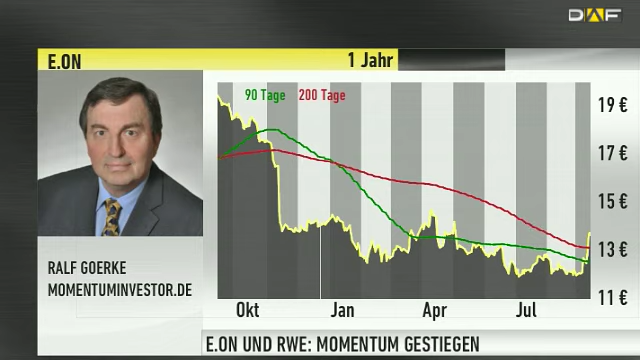 DAF
E.ON
1 Jahr
90 Tage
200 Tage
19 €
17 €
15 €
13 €
11 €
Okt
Jan
Apr
Jul
RALF GOERKE
MOMENTUMINVESTOR.DE
E.ON UND RWE: MOMENTUM GESTIEGEN